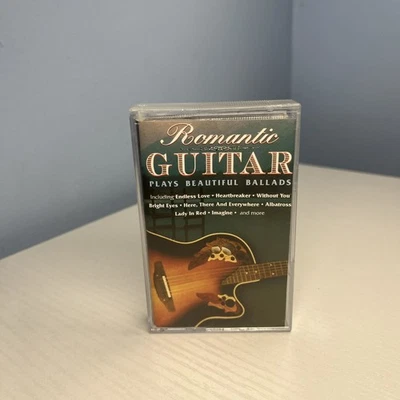 Romantic
GUITAR
PLAYS BEAUTIFUL BALLADS
Including Endless Love • Heartbreaker • Without You
Bright Eyes • Here, There And Everywhere • Albatross
Lady In Red • Imagine • and more